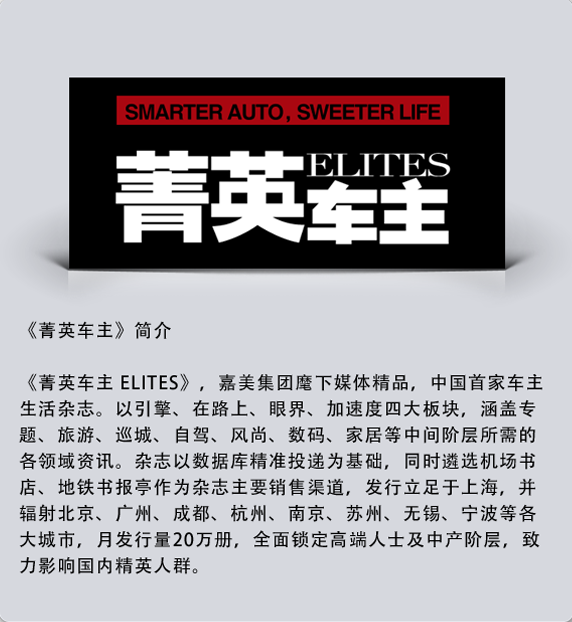 SMARTER AUTO, SWEETER LIFE
菁英车主 ELITES
《菁英车主》简介
《菁英车主 ELITES》，嘉美集团麾下媒体精品，中国首家车主
生活杂志。以引擎、在路上、眼界、加速度四大板块，涵盖专
题、旅游、巡城、自驾、风尚、数码、家居等中间阶层所需的
各领域资讯。杂志以数据库精准投递为基础，同时遴选机场书
店、地铁书报亭作为杂志主要销售渠道，发行立足于上海，并
辐射北京、广州、成都、杭州、南京、苏州、无锡、宁波等各
大城市，月发行量20万册，全面锁定高端人士及中产阶层，致
力影响国内精英人群。